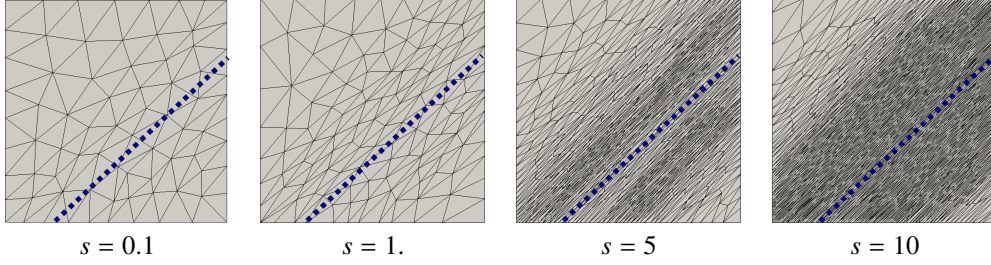 s = 0.1
s = 1.
s = 5
s = 10